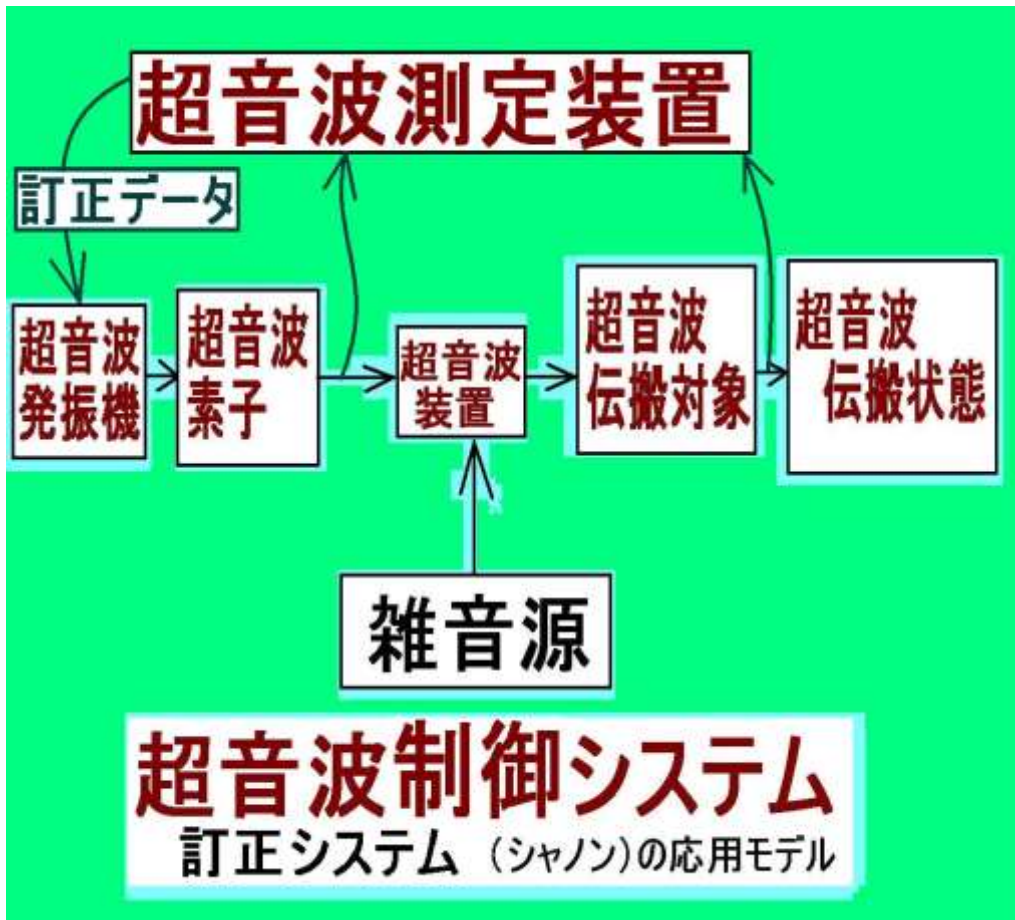 超音波測定装置
訂正データ
超音波
発振機
超音波
素子
超音波
装置
超音波
伝搬対象
超音波
伝搬状態
雑音源
超音波制御システム
訂正システム （シャノン）の応用モデル